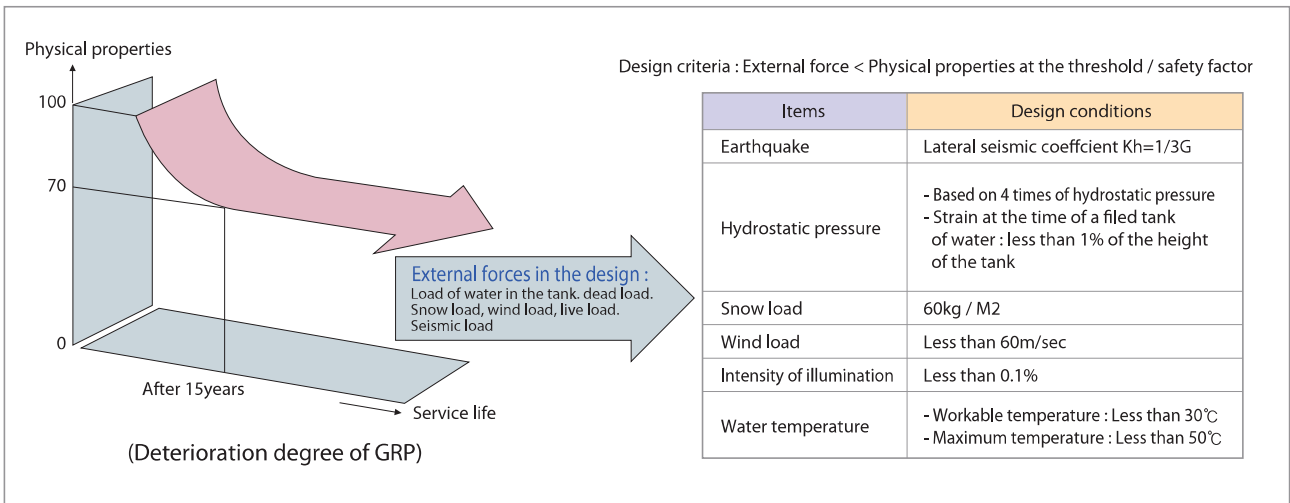 Physical properties
100
70
0
After 15years
Service life
(Deterioration degree of GRP)
External forces in the design :
Load of water in the tank. dead load.
Snow load, wind load, live load.
Seismic load
Design criteria : External force < Physical properties at the threshold / safety factor
Items
Design conditions
Earthquake
Lateral seismic coeffcient Kh=1/3G
Hydrostatic pressure
- Based on 4 times of hydrostatic pressure
- Strain at the time of a filed tank
of water : less than 1% of the height
of the tank
Snow load
60kg / M2
Wind load
Less than 60m/sec
Intensity of illumination
Less than 0.1%
Water temperature
- Workable temperature : Less than 30℃
- Maximum temperature : Less than 50℃